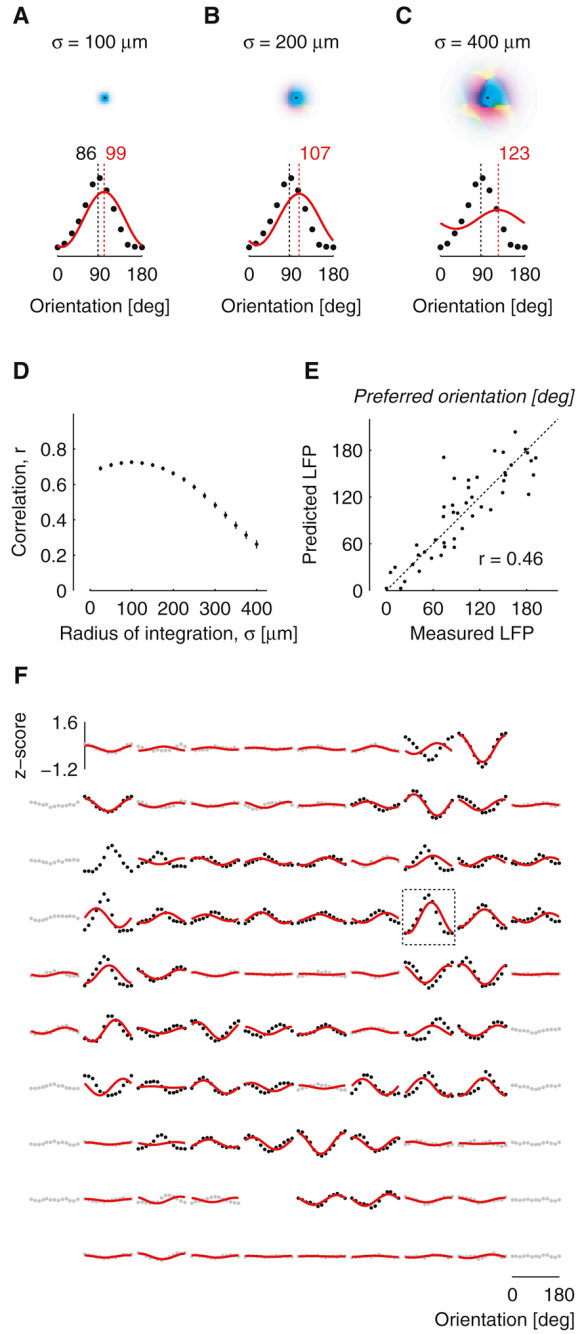 A B C
σ = 100 μm σ = 200 μm σ = 400 μm
86 99 107 123
0 90 180 0 90 180 0 90 180
Orientation [deg] Orientation [deg] Orientation [deg]
D E
Preferred orientation [deg]
Correlation, r
0.8
0.6
0.4
0.2
0
0 100 200 300 400
Radius of integration, σ [μm]
Predicted LFP
180
120
60
0
r = 0.46
0 60 120 180
Measured LFP
F
z−score
1.6
−1.2
0 180
Orientation [deg]